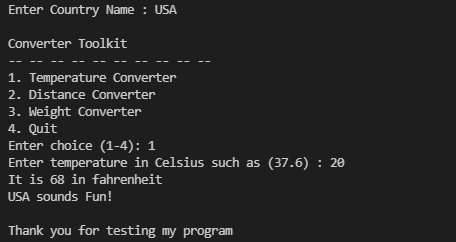 Enter Country Name : USA
Converter Toolkit
-- -- -- -- -- -- -- -- -- --
1. Temperature Converter
2. Distance Converter
3. Weight Converter
4. Quit
Enter choice (1-4): 1
Enter temperature in Celsius such as (37.6) : 20
It is 68 in fahrenheit
USA sounds Fun!
Thank you for testing my program